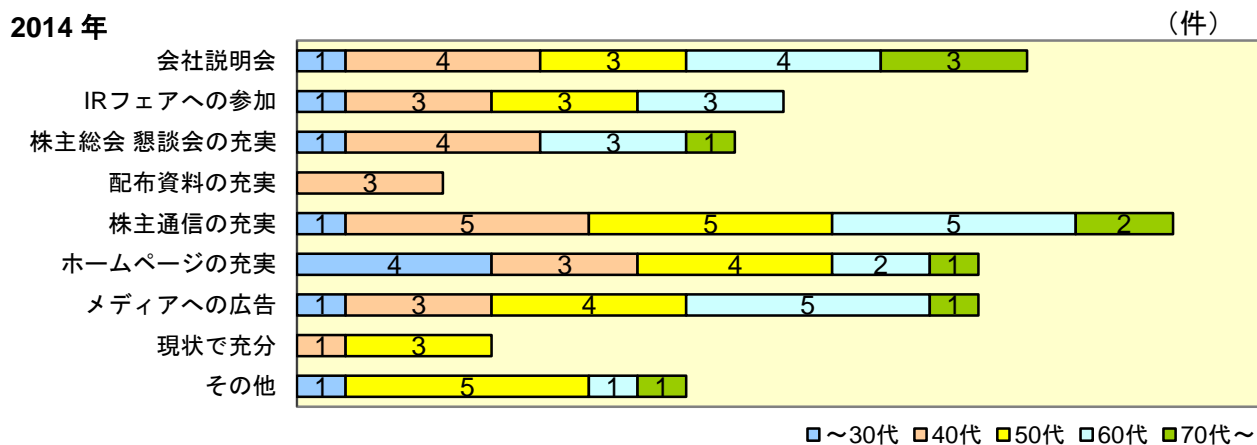 2014 年
(件)
会社説明会 1 4 3 4 3
IRフェアへの参加 1 3 3 3
株主総会 懇談会の充実 1 4 3 1
配布資料の充実 3
株主通信の充実 1 5 5 5 2
ホームページの充実 4 3 4 2 1
メディアへの広告 1 3 4 5 1
現状で充分 1 3
その他 1 5 1 1
～30代 40代 50代 60代 70代～